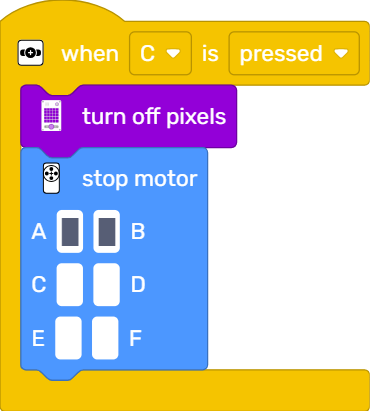 when C is pressed
turn off pixels
stop motor
A B
C D
E F